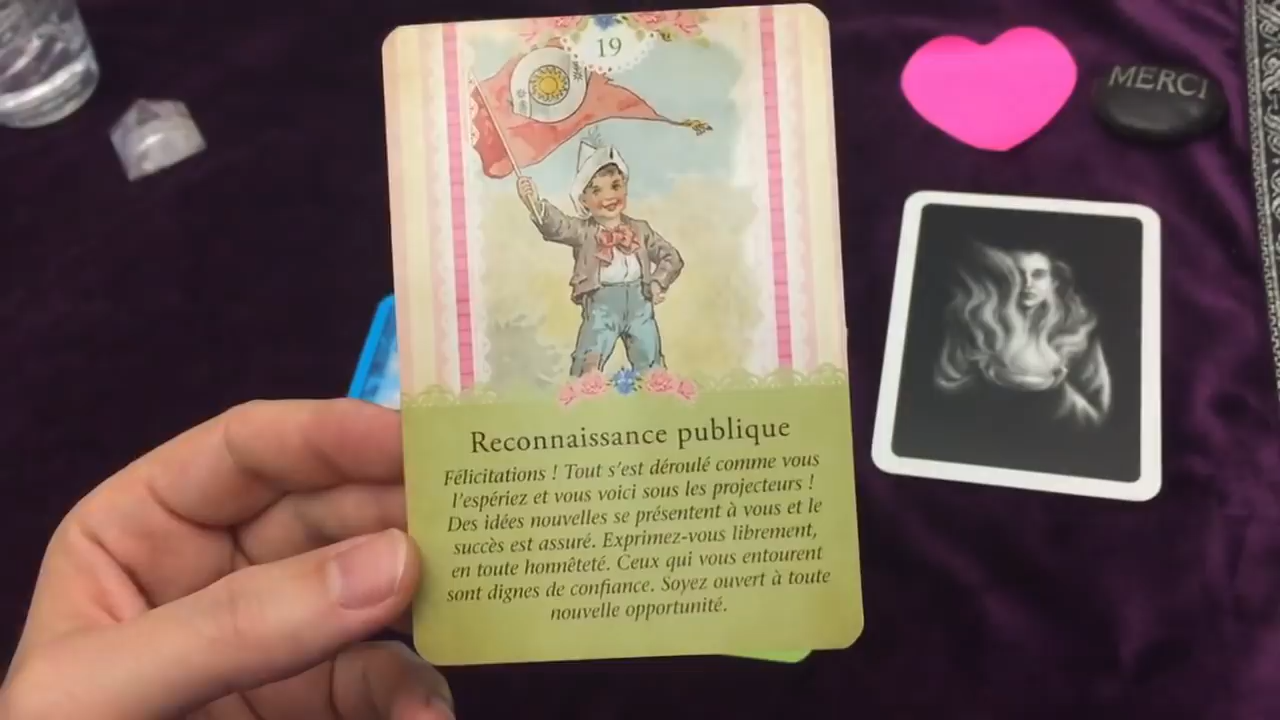 19
MERCI
Reconnaissance publique
Félicitations ! Tout s'est déroulé comme vous
l'espériez et vous voici sous les projecteurs !
Des idées nouvelles se présentent à vous et le
succès est assuré. Exprimez-vous librement,
en toute honnêteté. Ceux qui vous entourent
sont dignes de confiance. Soyez ouvert à toute
nouvelle opportunité.